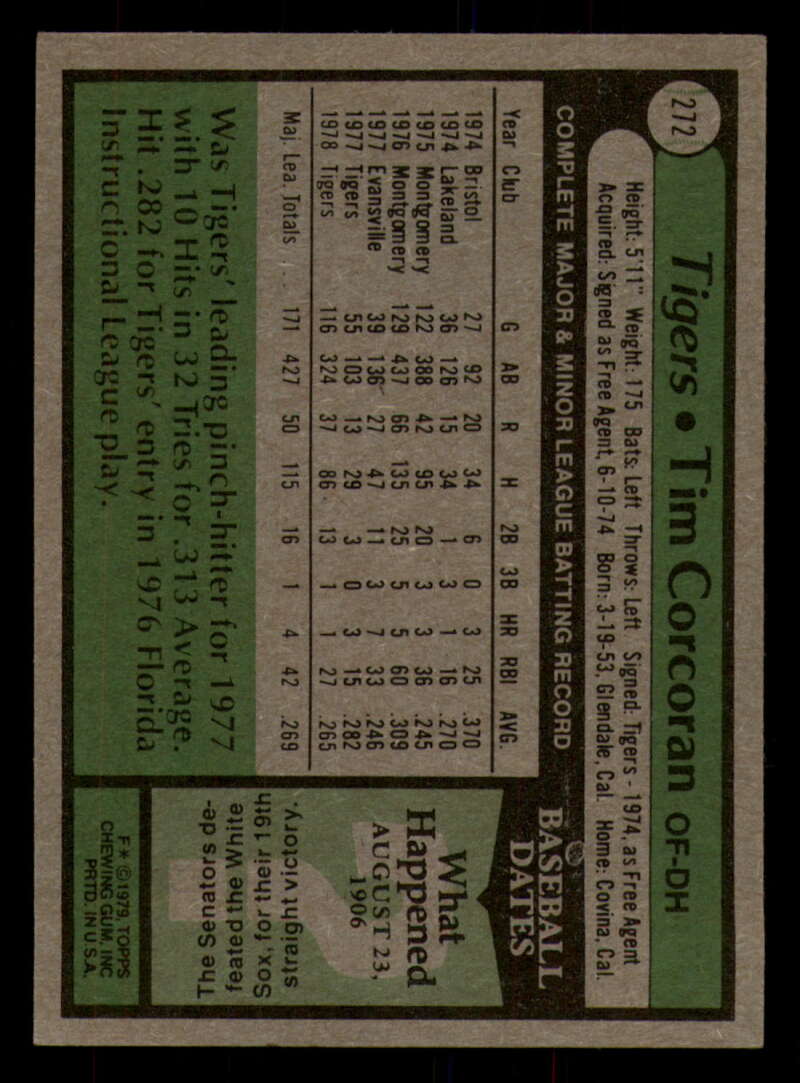 272
Tigers • Tim Corcoran OF-DH
Height: 5'11" Weight: 175 Bats: Left Throws: Left Signed: Tigers - 1974, as Free Agent
Acquired: Signed as Free Agent, 6-10-74 Born: 3-19-53, Glendale, Cal. Home: Covina, Cal.
COMPLETE MAJOR & MINOR LEAGUE BATTING RECORD
Year Club G AB R H 2B 3B HR RBI AVG.
1974 Bristol 27 92 20 34 6 0 3 25 .370
1974 Lakeland 36 126 15 34 1 3 1 16 .270
1975 Montgomery 122 388 42 95 20 3 3 36 .245
1976 Montgomery 129 437 66 135 25 5 5 60 .309
1977 Evansville 39 136 27 47 11 3 7 33 .246
1977 Tigers 55 103 13 29 3 0 3 15 .282
1978 Tigers 116 324 37 86 13 1 1 27 .265
Maj. Lea. Totals . . . 171 427 50 115 16 1 4 42 .269
Was Tigers' leading pinch-hitter for 1977
with 10 Hits in 32 Tries for .313 Average.
Hit .282 for Tigers' entry in 1976 Florida
Instructional League play.
BASEBALL
DATES
What
Happened
AUGUST 23,
1906
The Senators de-
feated the White
Sox, for their 19th
straight victory.
F* ©1979, TOPPS
CHEWING GUM, INC
PRTD. IN U.S.A.